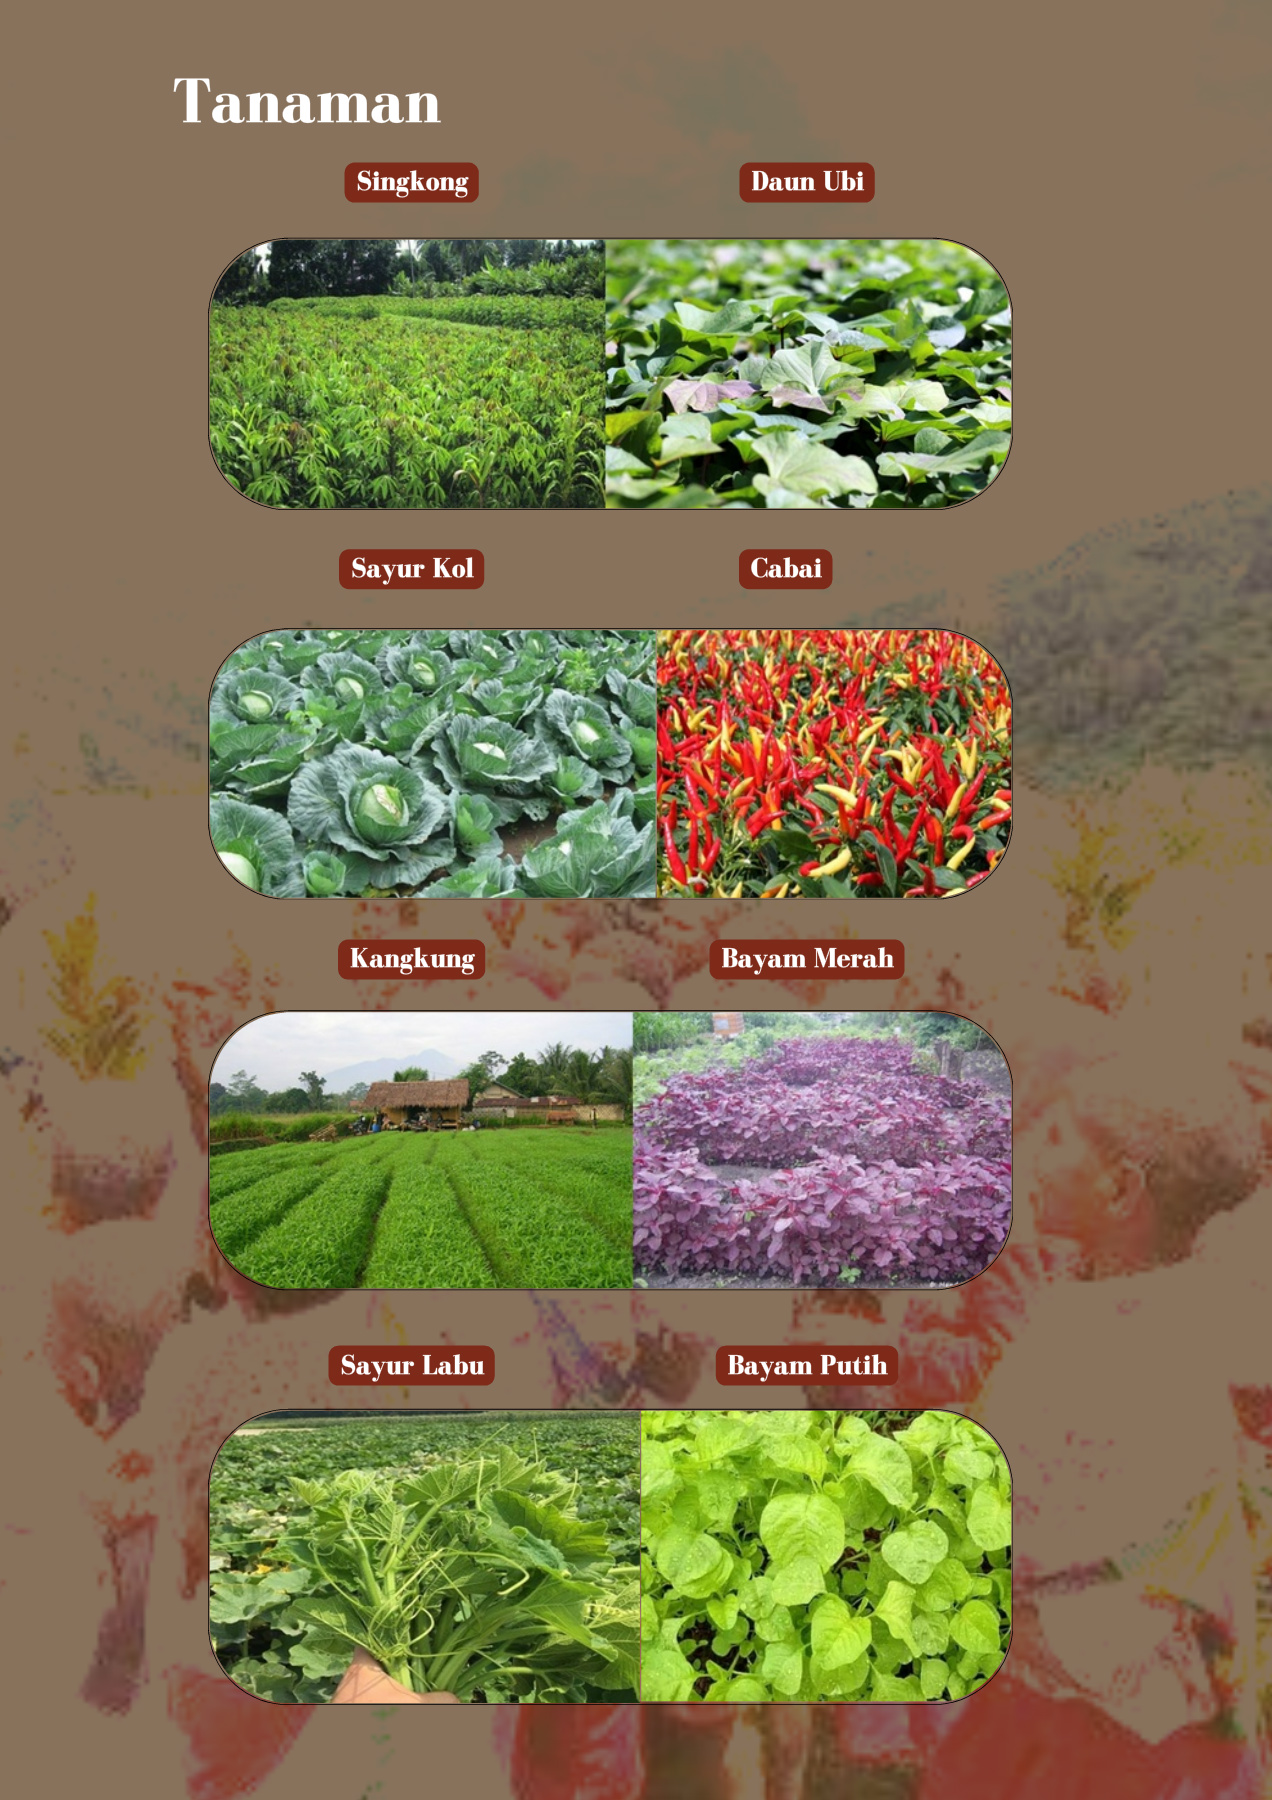 Tanaman
Singkong
Daun Ubi
Sayur Kol
Cabai
Kangkung
Bayam Merah
Sayur Labu
Bayam Putih